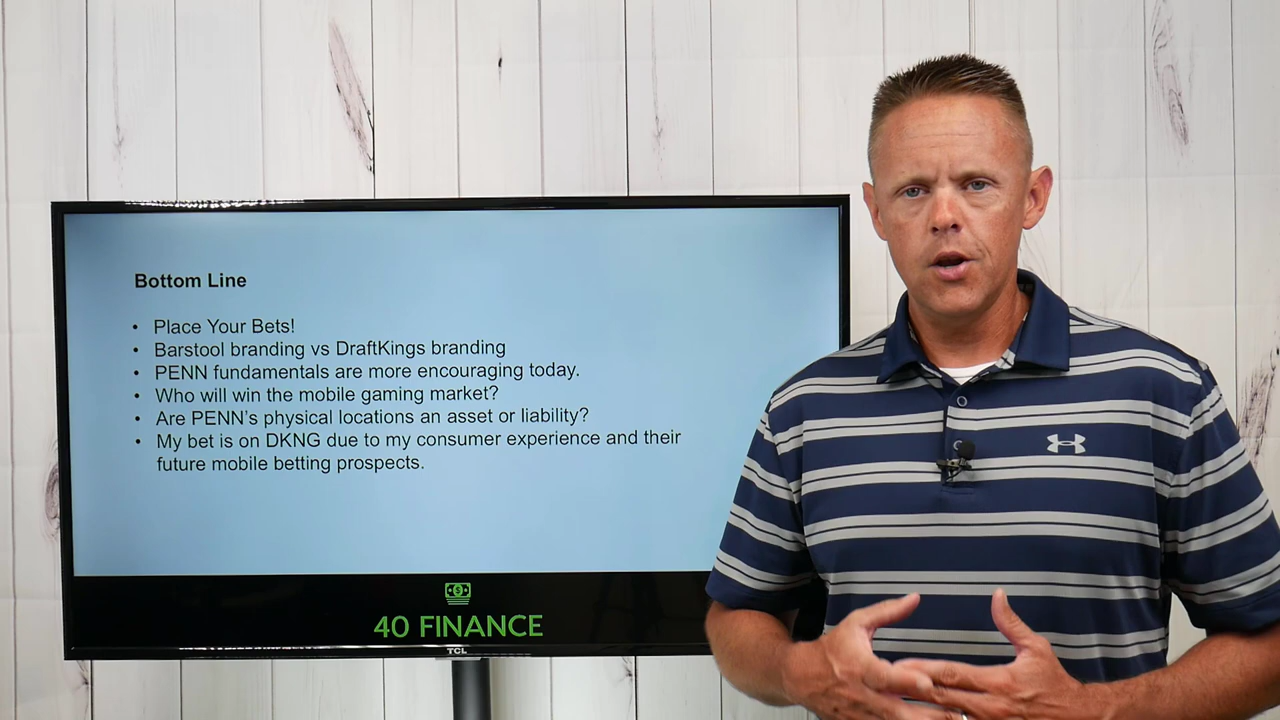 Bottom Line
• Place Your Bets!
• Barstool branding vs DraftKings branding
• PENN fundamentals are more encouraging today.
• Who will win the mobile gaming market?
• Are PENN's physical locations an asset or liability?
• My bet is on DKNG due to my consumer experience and their
future mobile betting prospects.
40 FINANCE
TCL